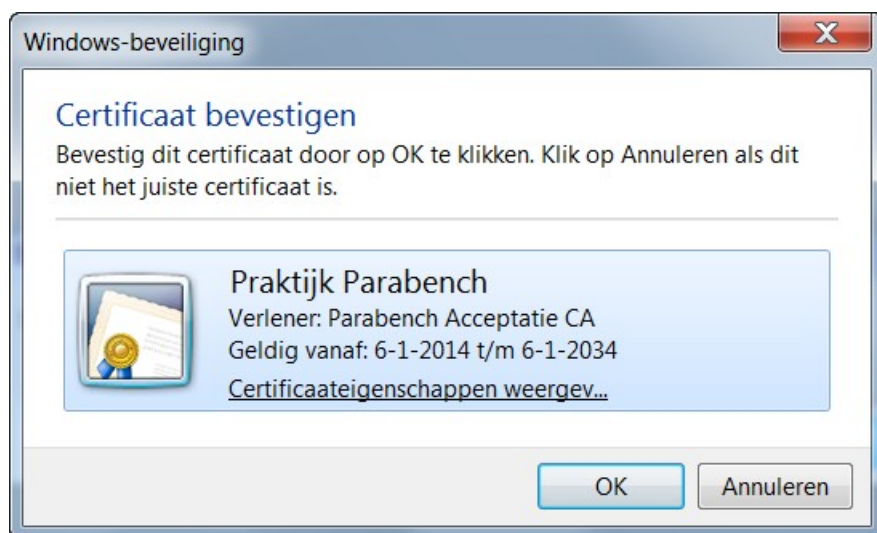 Windows-beveiliging
Certificaat bevestigen
Bevestig dit certificaat door op OK te klikken. Klik op Annuleren als dit
niet het juiste certificaat is.
Praktijk Parabench
Verlener: Parabench Acceptatie CA
Geldig vanaf: 6-1-2014 t/m 6-1-2034
Certificaateigenschappen weergev...
OK
Annuleren